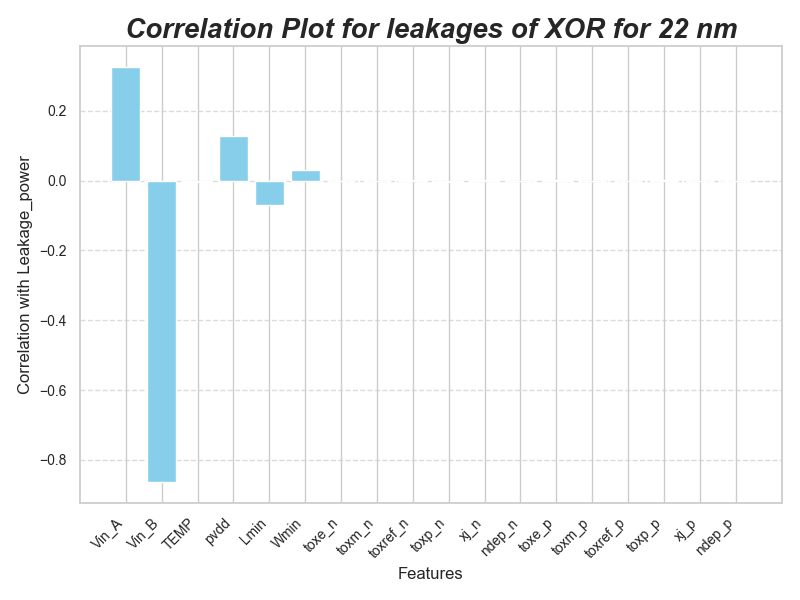 Correlation Plot for leakages of XOR for 22 nm
Correlation with Leakage_power
0.2
0.0
−0.2
−0.4
−0.6
−0.8
Vin_A
Vin_B
TEMP
pvdd
Lmin
Wmin
toxe_n
toxm_n
toxref_n
toxp_n
xj_n
ndep_n
toxe_p
toxm_p
toxref_p
toxp_p
xj_p
ndep_p
Features